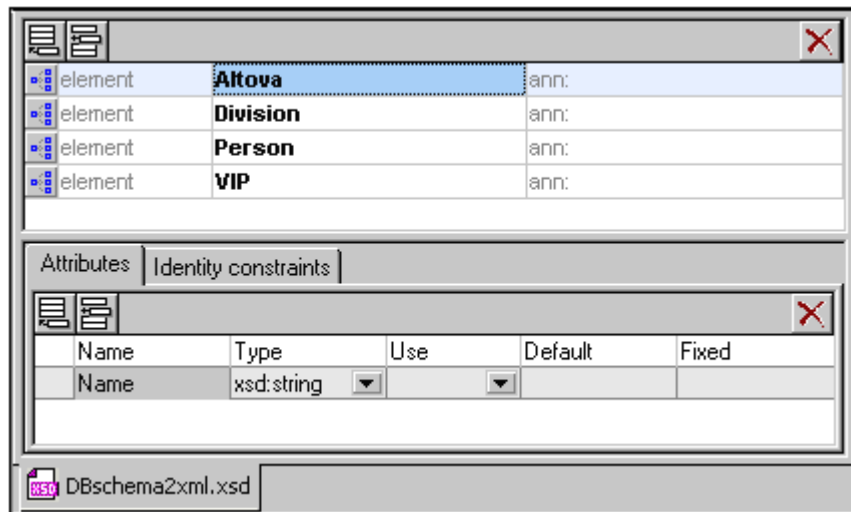 element Altova ann:
element Division ann:
element Person ann:
element VIP ann:
Attributes Identity constraints
Name Type Use Default Fixed
Name xsd:string
XSD DBschema2xml.xsd